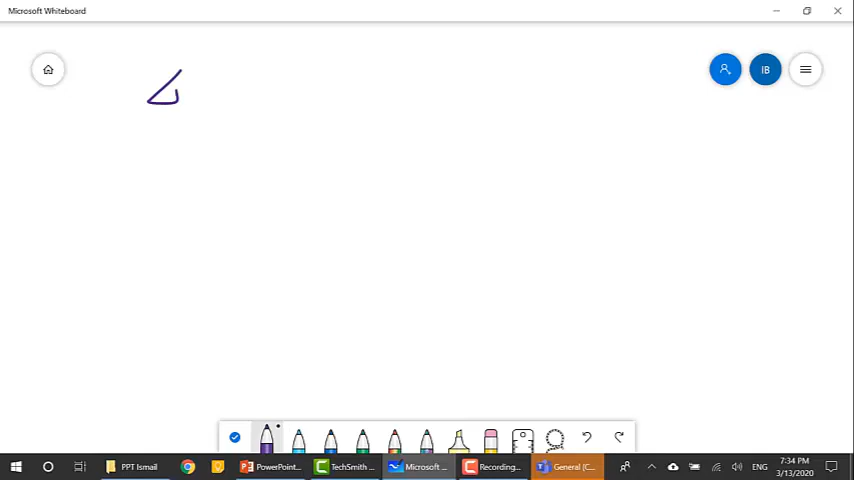 Microsoft Whiteboard
IB
PPT Ismail
PowerPoint...
TechSmith ...
Microsoft ...
Recording...
General (C...
ENG
7:34 PM
3/13/2020